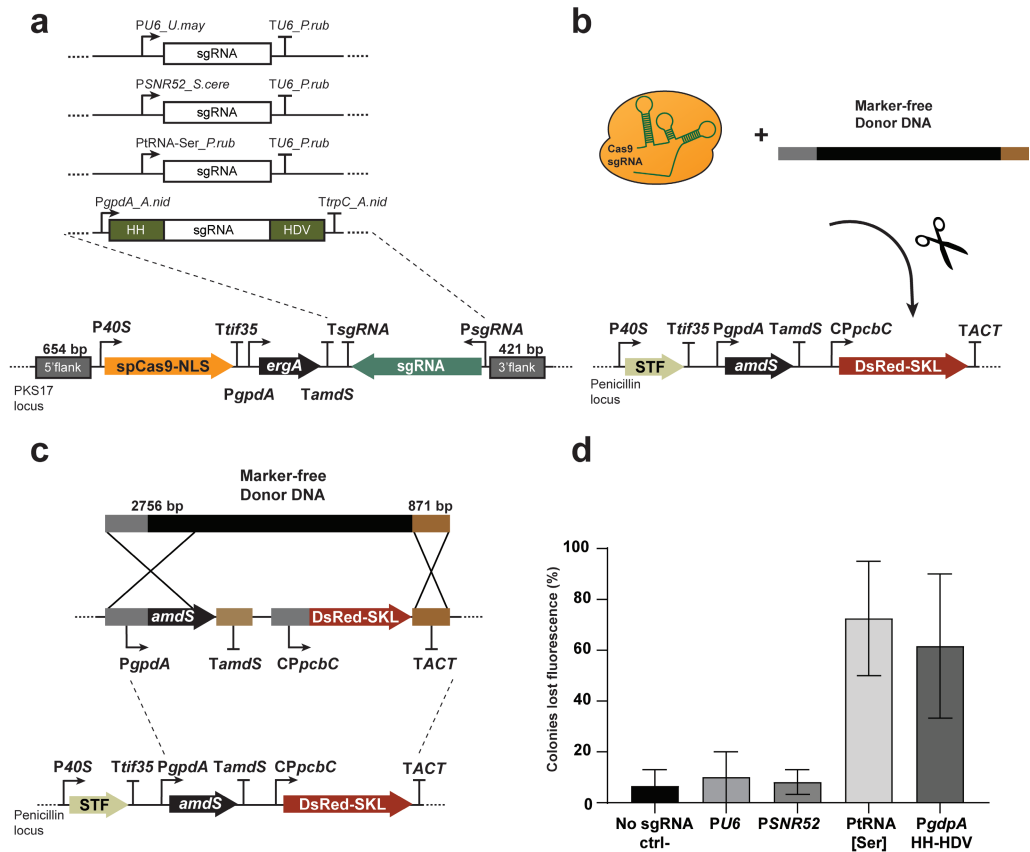 a
PU6_U.may TU6_P.rub
sgRNA
PSNR52_S.cere TU6_P.rub
sgRNA
PtRNA-Ser_P.rub TU6_P.rub
sgRNA
PgpdA_A.nid TtrpC_A.nid
HH sgRNA HDV
P40S Ttif35 TsgRNA PsgRNA
654 bp 421 bp
5'flank spCas9-NLS ergA sgRNA 3'flank
PKS17
locus
PgpdA TamdS
b
Marker-free
Donor DNA
Cas9
sgRNA
+
P40S Ttif35 PgpdA TamdS CPpcbC TACT
STF amdS DsRed-SKL
Penicillin
locus
c
Marker-free
Donor DNA
2756 bp 871 bp
amdS DsRed-SKL
PgpdA TamdS CPpcbC TACT
P40S Ttif35 PgpdA TamdS CPpcbC TACT
STF amdS DsRed-SKL
Penicillin
locus
d
Colonies lost fluorescence (%)
100
80
60
40
20
0
No sgRNA PU6 PSNR52 PtRNA PgdpA
ctrl- [Ser] HH-HDV